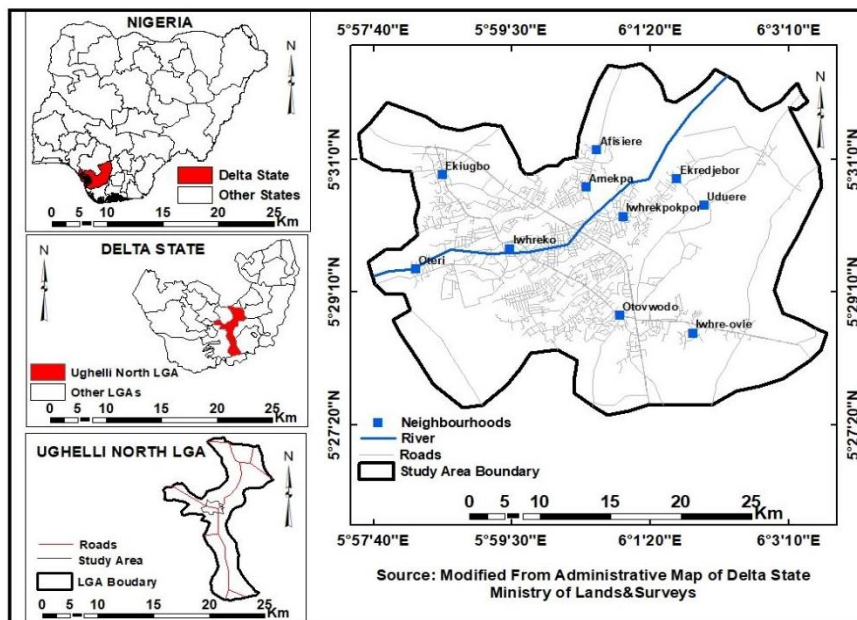 NIGERIA
N
Delta State
Other States
0 5 10 15 20 25
Km
DELTA STATE
N
Ughelli North LGA
Other LGAs
0 5 10 15 20 25
Km
UGHELLI NORTH LGA
N
Roads
Study Area
LGA Boudary
0 5 10 15 20 25
Km
5°57'40"E 5°59'30"E 6°1'20"E 6°3'10"E
N
5°31'0"N 5°31'0"N
5°29'10"N 5°29'10"N
5°27'20"N 5°27'20"N
Afisiere
Ekiugbo
Amekpa
Ekredjebor
Uduere
Iwhrekpokpor
Iwhreko
Oteri
Otovwodo
Iwhre-ovie
Neighbourhoods
River
Roads
Study Area Boundary
0 5 10 15 20 25
Km
5°57'40"E 5°59'30"E 6°1'20"E 6°3'10"E
Source: Modified From Administrative Map of Delta State
Ministry of Lands&Surveys